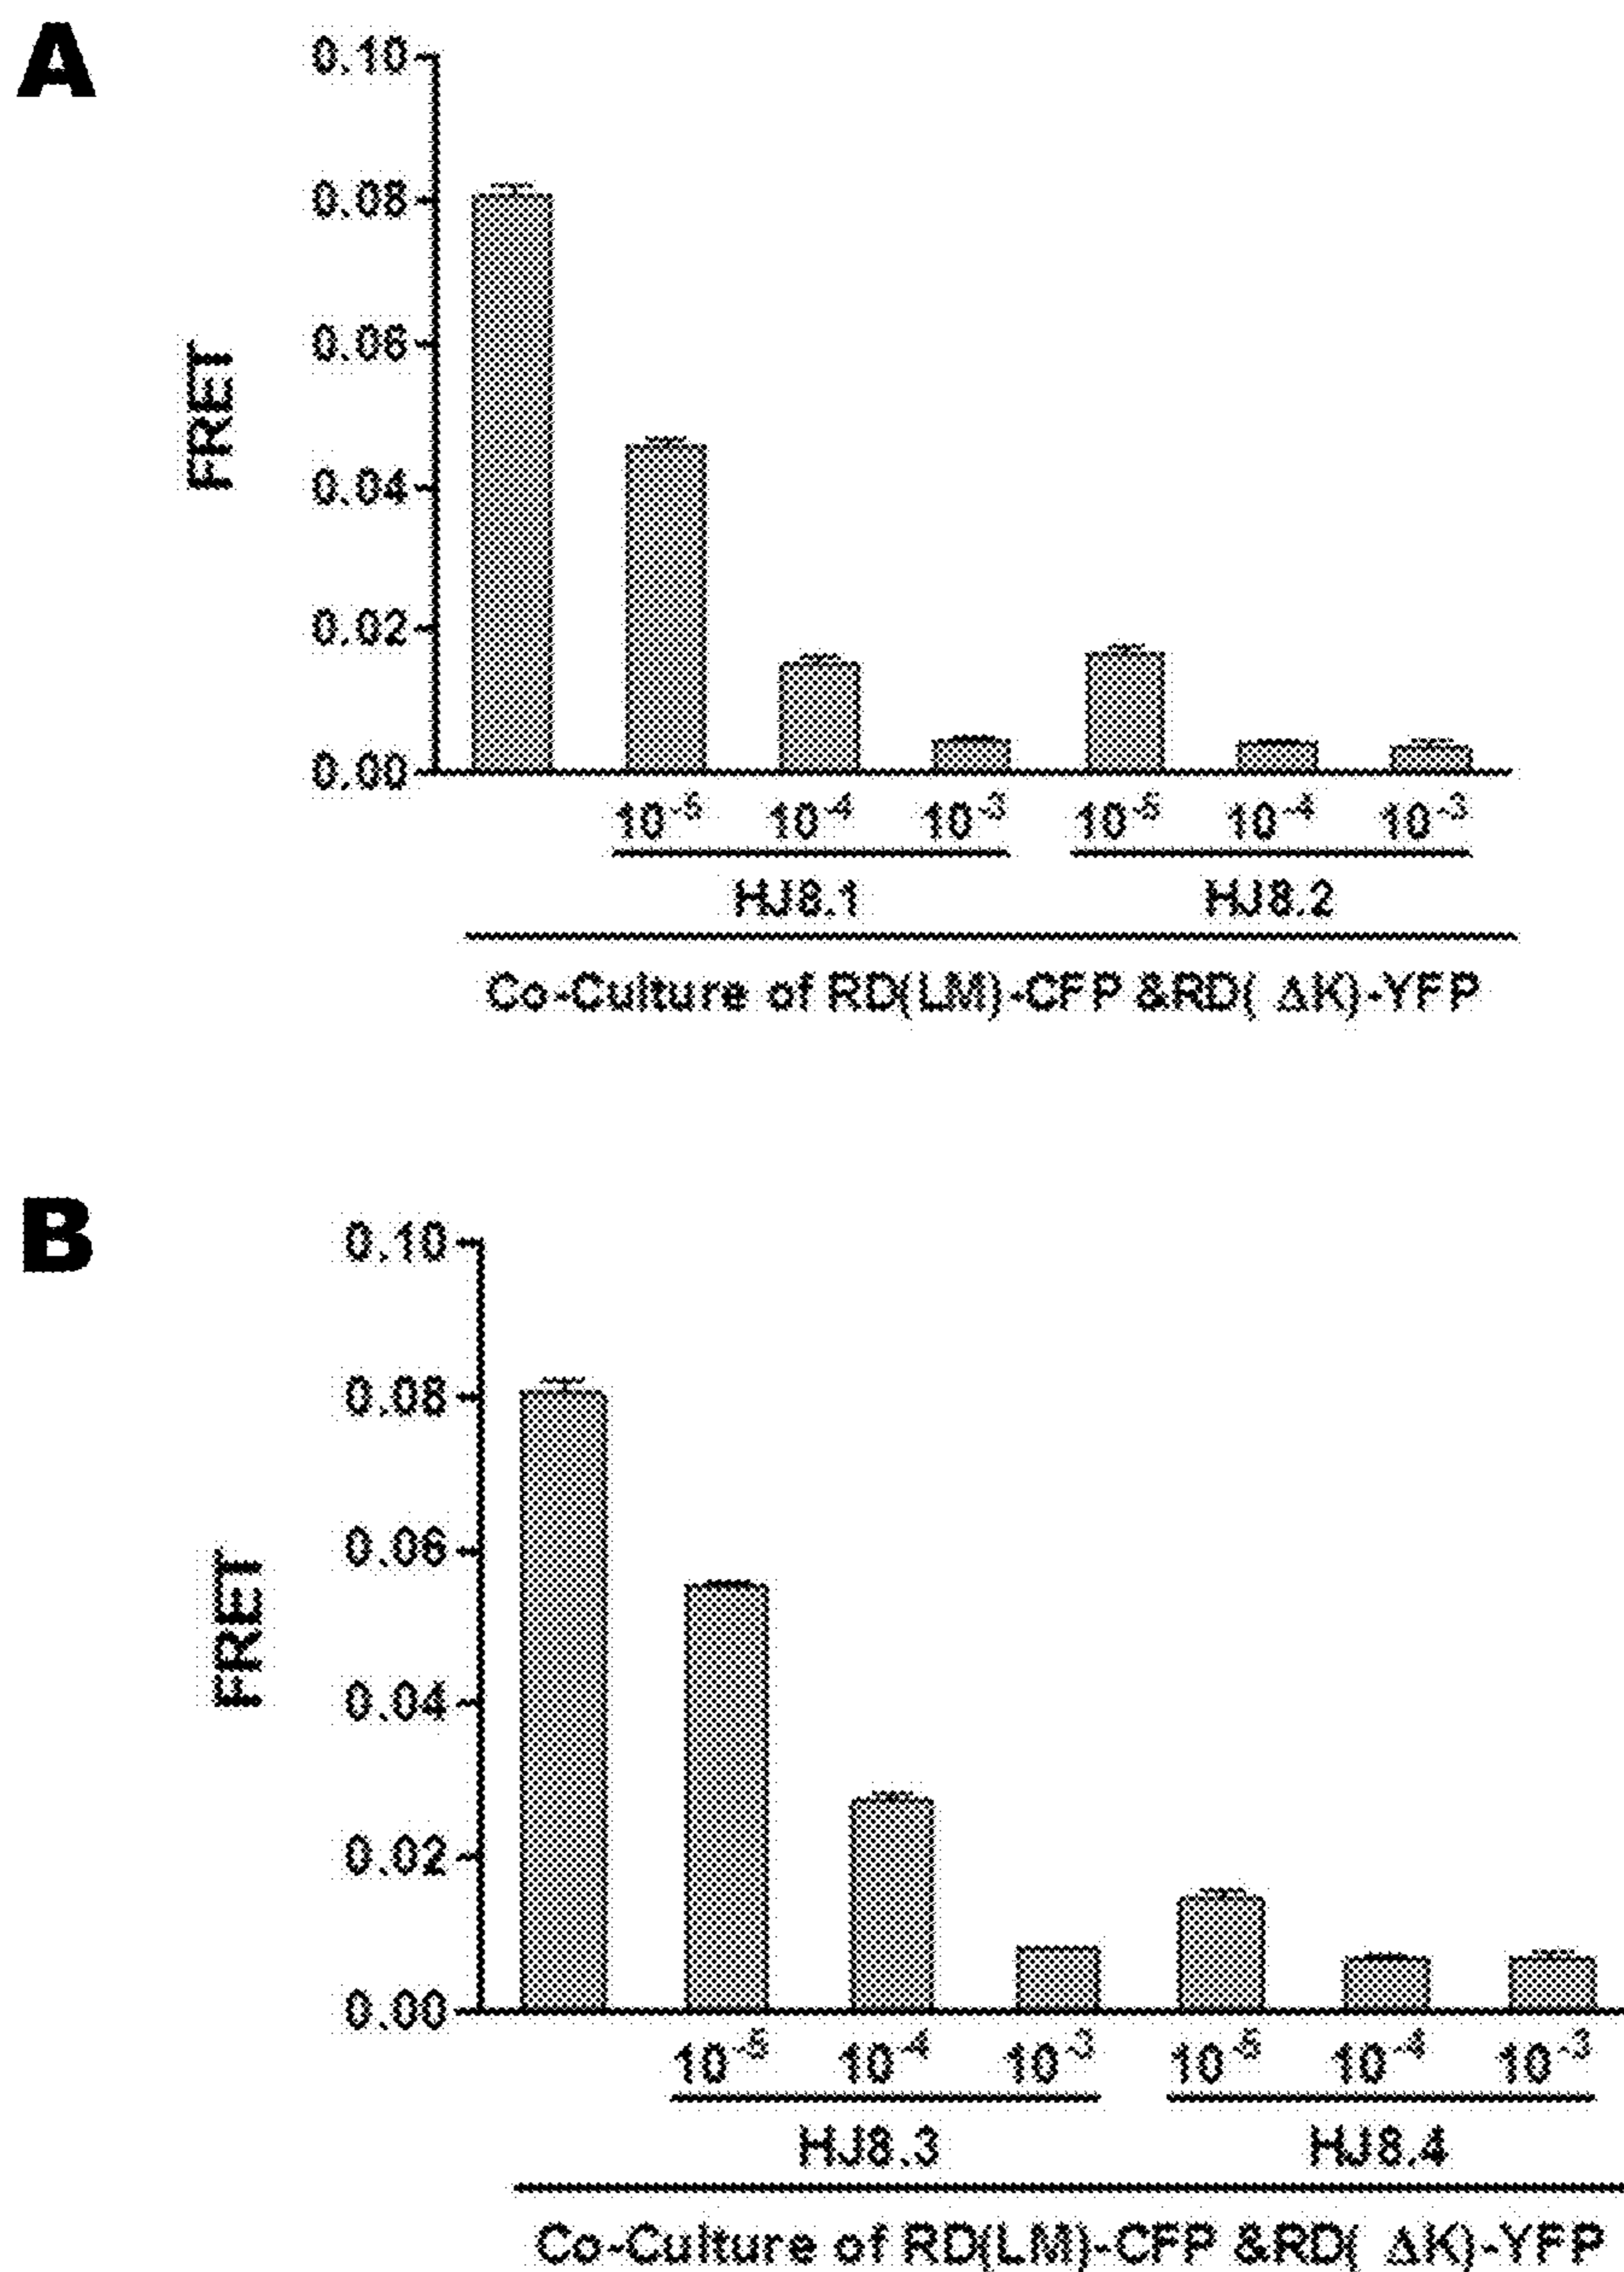 A
0.10
0.08
0.06
0.04
0.02
0.00
FRET
10-5 10-4 10-3 10-5 10-4 10-3
HJ8.1 HJ8.2
Co-Culture of RD(LM)-CFP &RD( ΔK)-YFP
B
0.10
0.08
0.06
0.04
0.02
0.00
FRET
10-5 10-4 10-3 10-5 10-4 10-3
HJ8.3 HJ8.4
Co-Culture of RD(LM)-CFP &RD( ΔK)-YFP